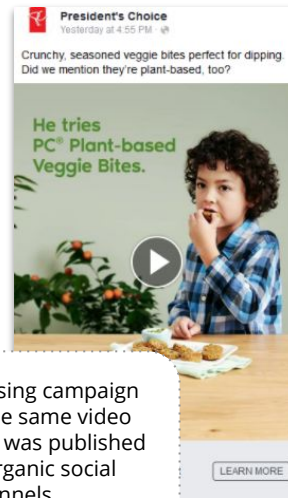 President's Choice
Yesterday at 4:55 PM ·
Crunchy, seasoned veggie bites perfect for dipping.
Did we mention they're plant-based, too?
He tries
PC® Plant-based
Veggie Bites.
sing campaign
e same video
was published
rganic social
nnels
LEARN MORE